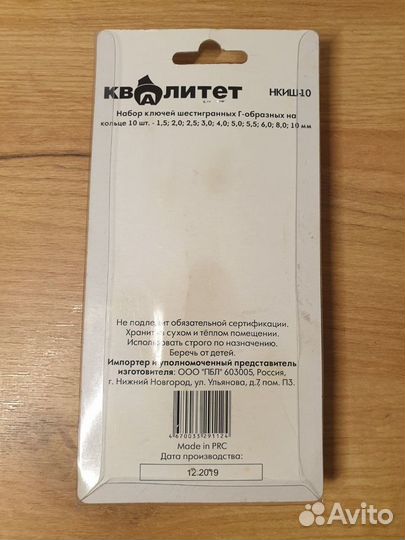 КВАЛИТЕТ
НКИШ-10
Набор ключей шестигранных Г-образных на
кольце 10 шт. - 1,5; 2,0; 2,5; 3,0; 4,0; 5,0; 5,5; 6,0; 8,0; 10 мм
Не подлежит обязательной сертификации.
Хранить в сухом и тёплом помещении.
Использовать строго по назначению.
Беречь от детей.
Импортер и уполномоченный представитель
изготовителя: ООО "ПБЛ" 603005, Россия,
г. Нижний Новгород, ул. Ульянова, д.7, пом. П3.
4670033291124
Made in PRC
Дата производства:
12.2019
Avito